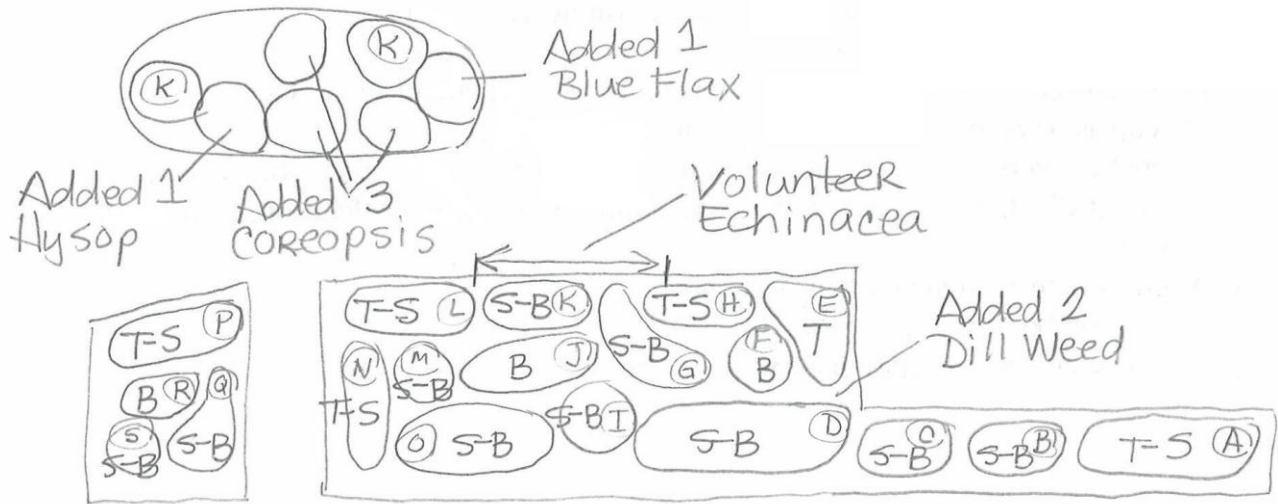 K
K
Added 1
Blue Flax
Added 1
Hysop
Added 3
Coreopsis
Volunteer
Echinacea
T-S P
B R
Q
S-B
S
S-B
T-S L
S-B K
T-S H
E
T
N
T-S
M
S-B
B J
S-B
G
F
B
O S-B
S-B I
S-B D
Added 2
Dill Weed
C
S-B
S-B B
T-S A